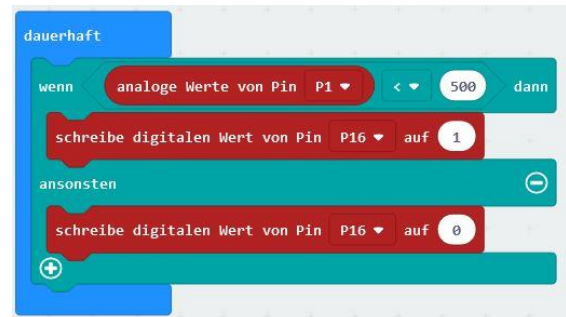 dauerhaft
wenn analoge Werte von Pin P1 < 500 dann
schreibe digitalen Wert von Pin P16 auf 1
ansonsten
schreibe digitalen Wert von Pin P16 auf 0